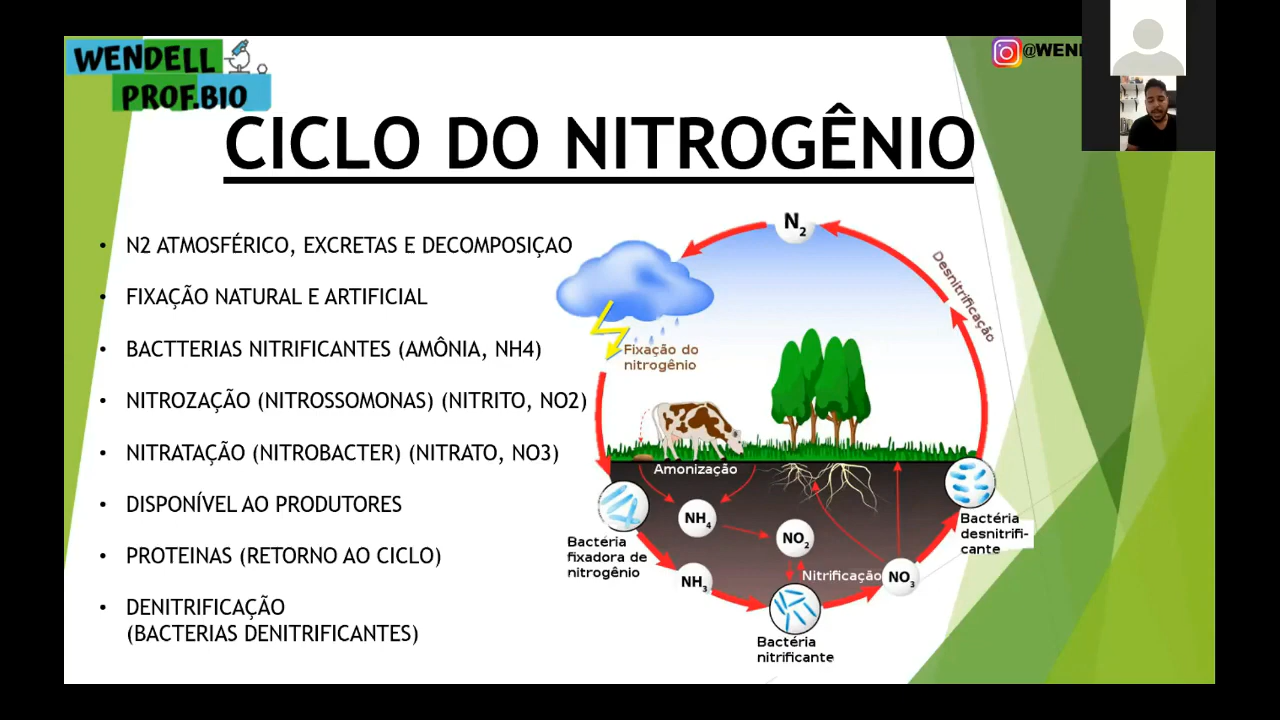 WENDELL
PROF.BIO
CICLO DO NITROGÊNIO
• N2 ATMOSFÉRICO, EXCRETAS E DECOMPOSIÇAO
• FIXAÇÃO NATURAL E ARTIFICIAL
• BACTTERIAS NITRIFICANTES (AMÔNIA, NH4)
• NITROZAÇÃO (NITROSSOMONAS) (NITRITO, NO2)
• NITRATAÇÃO (NITROBACTER) (NITRATO, NO3)
• DISPONÍVEL AO PRODUTORES
• PROTEINAS (RETORNO AO CICLO)
• DENITRIFICAÇÃO
(BACTERIAS DENITRIFICANTES)
N2
Desnitrificação
Fixação do
nitrogênio
Amonização
NH4
NO2
Bactéria
fixadora de
nitrogênio
NH3
Nitrificação
NO3
Bactéria
desnitrifi-
cante
Bactéria
nitrificante